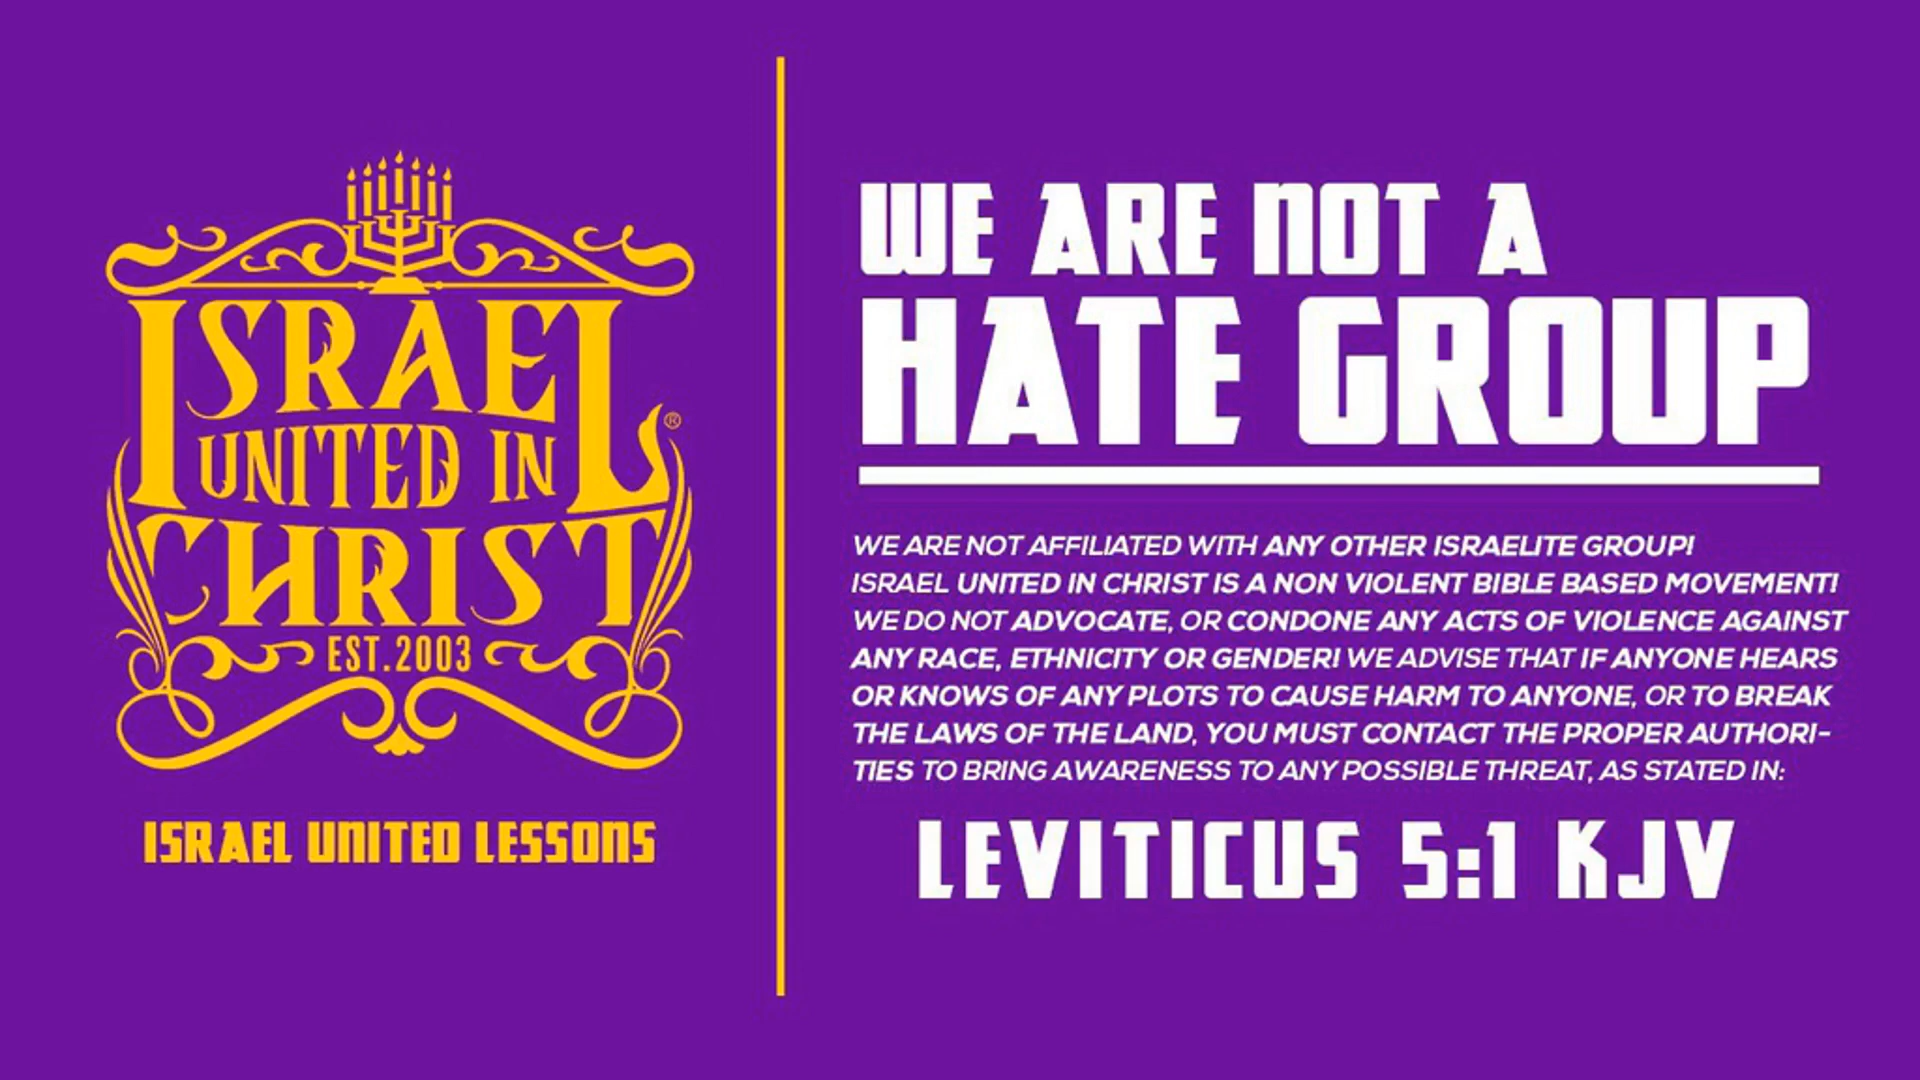 ISRAEL
UNITED IN
®
CHRIST
EST.2003
ISRAEL UNITED LESSONS
WE ARE NOT A
HATE GROUP
WE ARE NOT AFFILIATED WITH ANY OTHER ISRAELITE GROUP!
ISRAEL UNITED IN CHRIST IS A NON VIOLENT BIBLE BASED MOVEMENT!
WE DO NOT ADVOCATE, OR CONDONE ANY ACTS OF VIOLENCE AGAINST
ANY RACE, ETHNICITY OR GENDER! WE ADVISE THAT IF ANYONE HEARS
OR KNOWS OF ANY PLOTS TO CAUSE HARM TO ANYONE, OR TO BREAK
THE LAWS OF THE LAND, YOU MUST CONTACT THE PROPER AUTHORI-
TIES TO BRING AWARENESS TO ANY POSSIBLE THREAT, AS STATED IN:
LEVITICUS 5:1 KJV